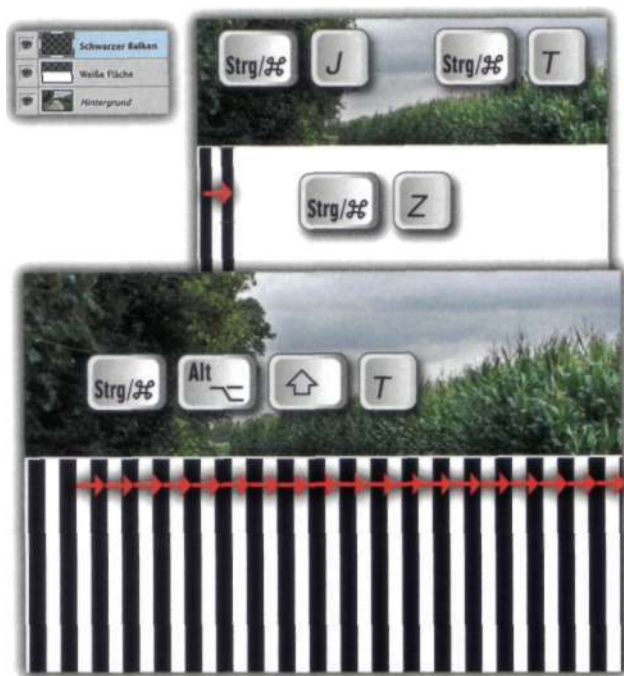 Schwarzer Balken
Weiße Fläche
Hintergrund
Strg/⌘ J Strg/⌘ T
Strg/⌘ Z
Strg/⌘ Alt ⌥ ⇧ T